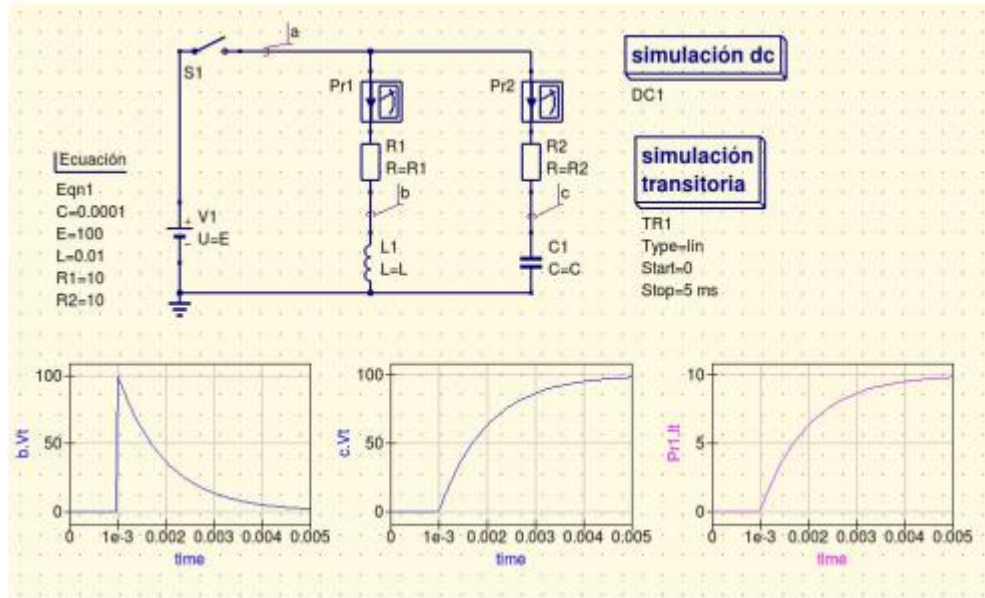 a
S1
simulación dc
DC1
Pr1
Pr2
R1
R=R1
R2
R=R2
Ecuación
Eqn1
C=0.0001
E=100
L=0.01
R1=10
R2=10
V1
U=E
b
c
L1
L=L
C1
C=C
simulación
transitoria
TR1
Type=lin
Start=0
Stop=5 ms
b.Vt
100
50
0
0 1e-3 0.002 0.003 0.004 0.005
time
c.Vt
100
50
0
0 1e-3 0.002 0.003 0.004 0.005
time
Pr1.It
10
5
0
0 1e-3 0.002 0.003 0.004 0.005
time